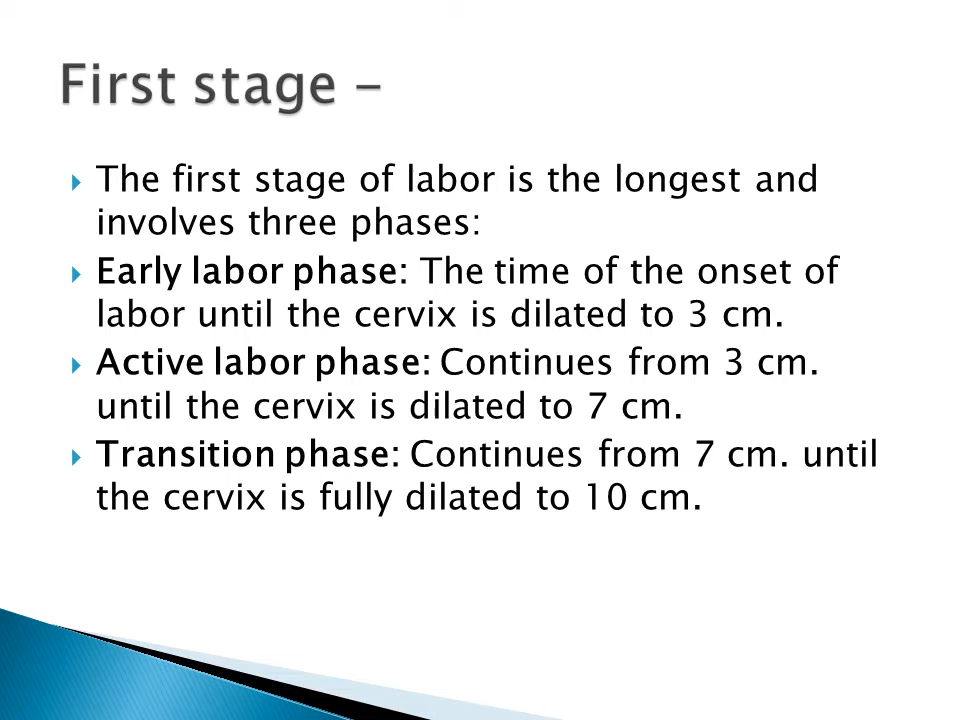 First stage -
The first stage of labor is the longest and
involves three phases:
Early labor phase: The time of the onset of
labor until the cervix is dilated to 3 cm.
Active labor phase: Continues from 3 cm.
until the cervix is dilated to 7 cm.
Transition phase: Continues from 7 cm. until
the cervix is fully dilated to 10 cm.